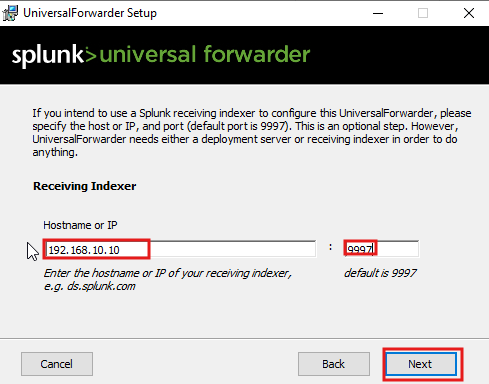 UniversalForwarder Setup
splunk>universal forwarder
If you intend to use a Splunk receiving indexer to configure this UniversalForwarder, please
specify the host or IP, and port (default port is 9997). This is an optional step. However,
UniversalForwarder needs either a deployment server or receiving indexer in order to do
anything.
Receiving Indexer
Hostname or IP
192.168.10.10 : 9997
Enter the hostname or IP of your receiving indexer, default is 9997
e.g. ds.splunk.com
Cancel Back Next